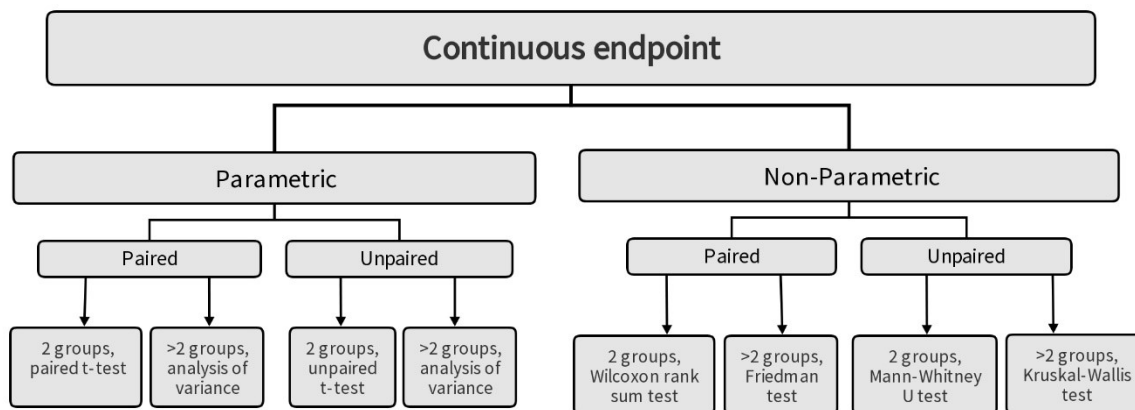 Continuous endpoint
Parametric
Non-Parametric
Paired
Unpaired
Paired
Unpaired
2 groups,
paired t-test
>2 groups,
analysis of
variance
2 groups,
unpaired
t-test
>2 groups,
analysis of
variance
2 groups,
Wilcoxon rank
sum test
>2 groups,
Friedman
test
2 groups,
Mann-Whitney
U test
>2 groups,
Kruskal-Wallis
test